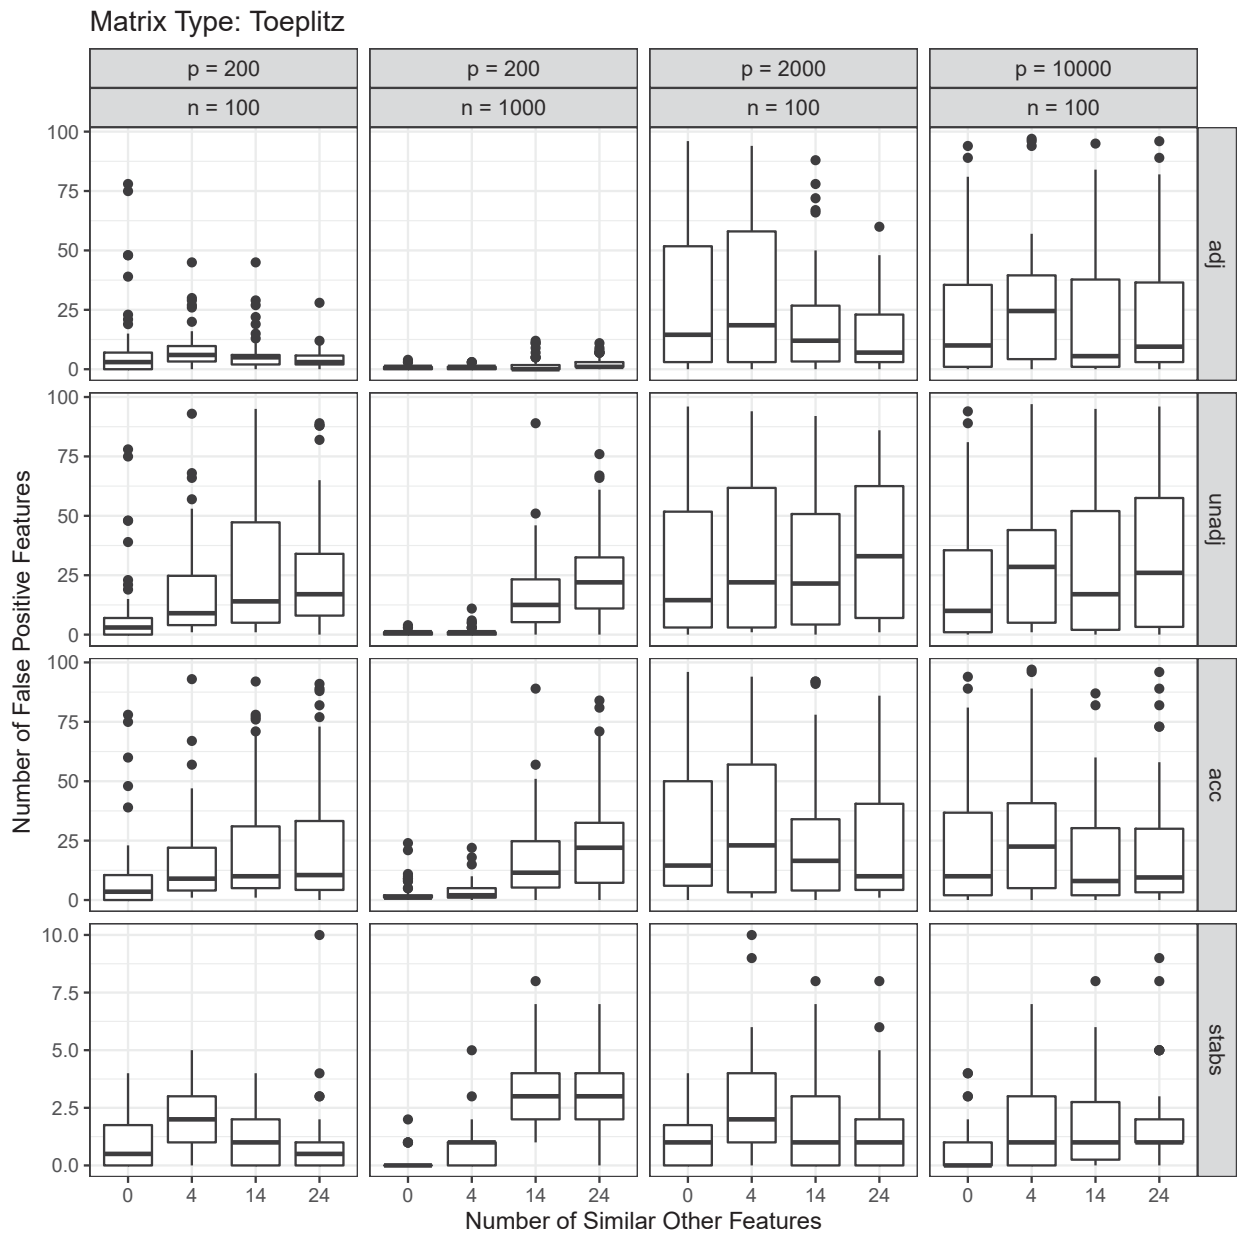 Matrix Type: Toeplitz
p = 200
p = 200
p = 2000
p = 10000
n = 100
n = 1000
n = 100
n = 100
100
75
50
25
0
adj
100
75
50
25
0
unadj
100
75
50
25
0
acc
10.0
7.5
5.0
2.5
0.0
stabs
Number of False Positive Features
0 4 14 24
0 4 14 24
0 4 14 24
0 4 14 24
Number of Similar Other Features